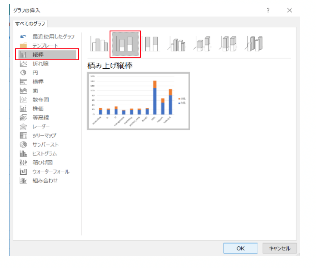 グラフの挿入
?
×
すべてのグラフ
最近使用したグラフ
テンプレート
縦棒
折れ線
円
横棒
面
散布図
株価
等高線
レーダー
ツリーマップ
サンバースト
ヒストグラム
箱ひげ図
ウォーターフォール
組み合わせ
積み上げ縦棒
OK
キャンセル